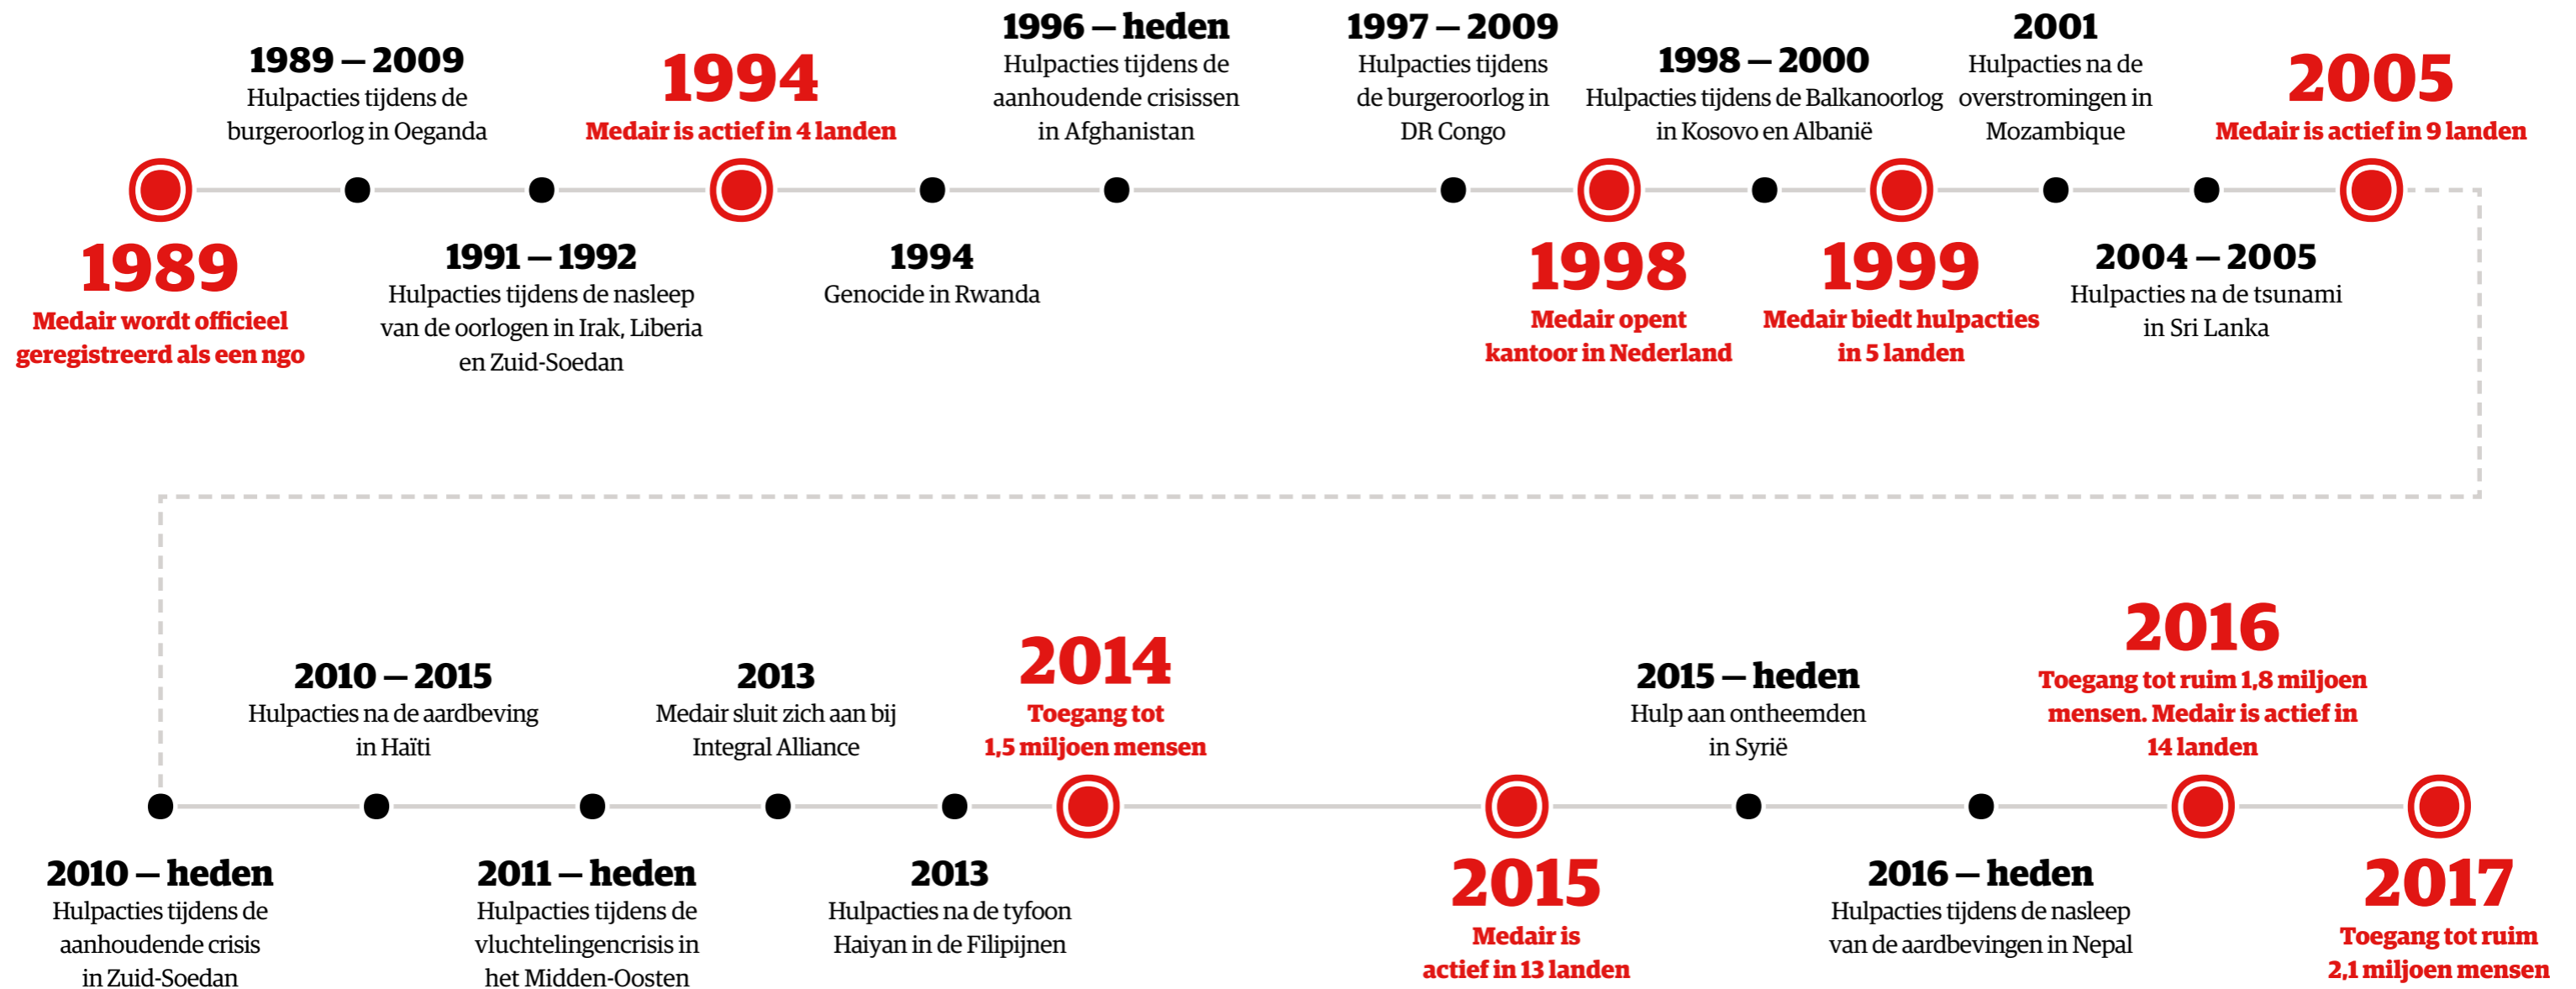 1989
Medair wordt officieel
geregistreerd als een ngo
1989 – 2009
Hulpacties tijdens de
burgeroorlog in Oeganda
1991 – 1992
Hulpacties tijdens de nasleep
van de oorlogen in Irak, Liberia
en Zuid-Soedan
1994
Medair is actief in 4 landen
1994
Genocide in Rwanda
1996 – heden
Hulpacties tijdens de
aanhoudende crisissen
in Afghanistan
1997 – 2009
Hulpacties tijdens
de burgeroorlog in
DR Congo
1998
Medair opent
kantoor in Nederland
1998 – 2000
Hulpacties tijdens de Balkanoorlog
in Kosovo en Albanië
1999
Medair biedt hulpacties
in 5 landen
2001
Hulpacties na de
overstromingen in
Mozambique
2004 – 2005
Hulpacties na de tsunami
in Sri Lanka
2005
Medair is actief in 9 landen
2010 – heden
Hulpacties tijdens de
aanhoudende crisis
in Zuid-Soedan
2010 – 2015
Hulpacties na de aardbeving
in Haïti
2011 – heden
Hulpacties tijdens de
vluchtelingencrisis in
het Midden-Oosten
2013
Medair sluit zich aan bij
Integral Alliance
2013
Hulpacties na de tyfoon
Haiyan in de Filipijnen
2014
Toegang tot
1,5 miljoen mensen
2015
Medair is
actief in 13 landen
2015 – heden
Hulp aan ontheemden
in Syrië
2016 – heden
Hulpacties tijdens de nasleep
van de aardbevingen in Nepal
2016
Toegang tot ruim 1,8 miljoen
mensen. Medair is actief in
14 landen
2017
Toegang tot ruim
2,1 miljoen mensen